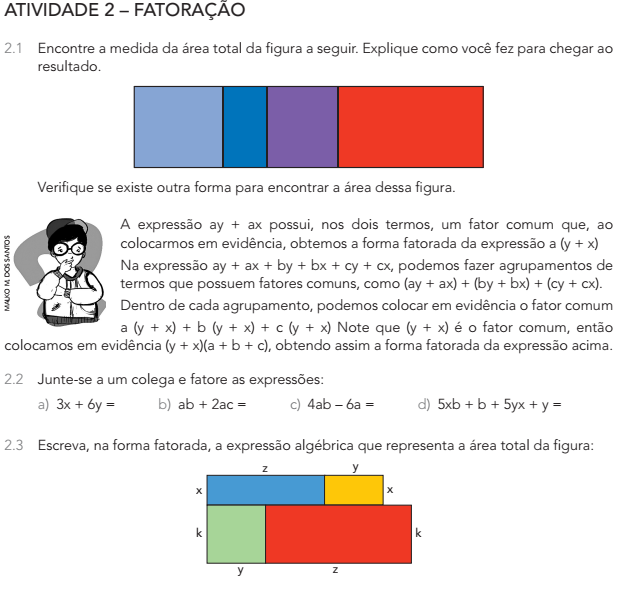 ATIVIDADE 2 – FATORAÇÃO
2.1 Encontre a medida da área total da figura a seguir. Explique como você fez para chegar ao
resultado.
Verifique se existe outra forma para encontrar a área dessa figura.
MALKO M. DOS SANTOS
A expressão ay + ax possui, nos dois termos, um fator comum que, ao
colocarmos em evidência, obtemos a forma fatorada da expressão a (y + x)
Na expressão ay + ax + by + bx + cy + cx, podemos fazer agrupamentos de
termos que possuem fatores comuns, como (ay + ax) + (by + bx) + (cy + cx).
Dentro de cada agrupamento, podemos colocar em evidência o fator comum
a (y + x) + b (y + x) + c (y + x) Note que (y + x) é o fator comum, então
colocamos em evidência (y + x)(a + b + c), obtendo assim a forma fatorada da expressão acima.
2.2 Junte-se a um colega e fatore as expressões:
a) 3x + 6y = b) ab + 2ac = c) 4ab – 6a = d) 5xb + b + 5yx + y =
2.3 Escreva, na forma fatorada, a expressão algébrica que representa a área total da figura:
z y
x x
k k
y z